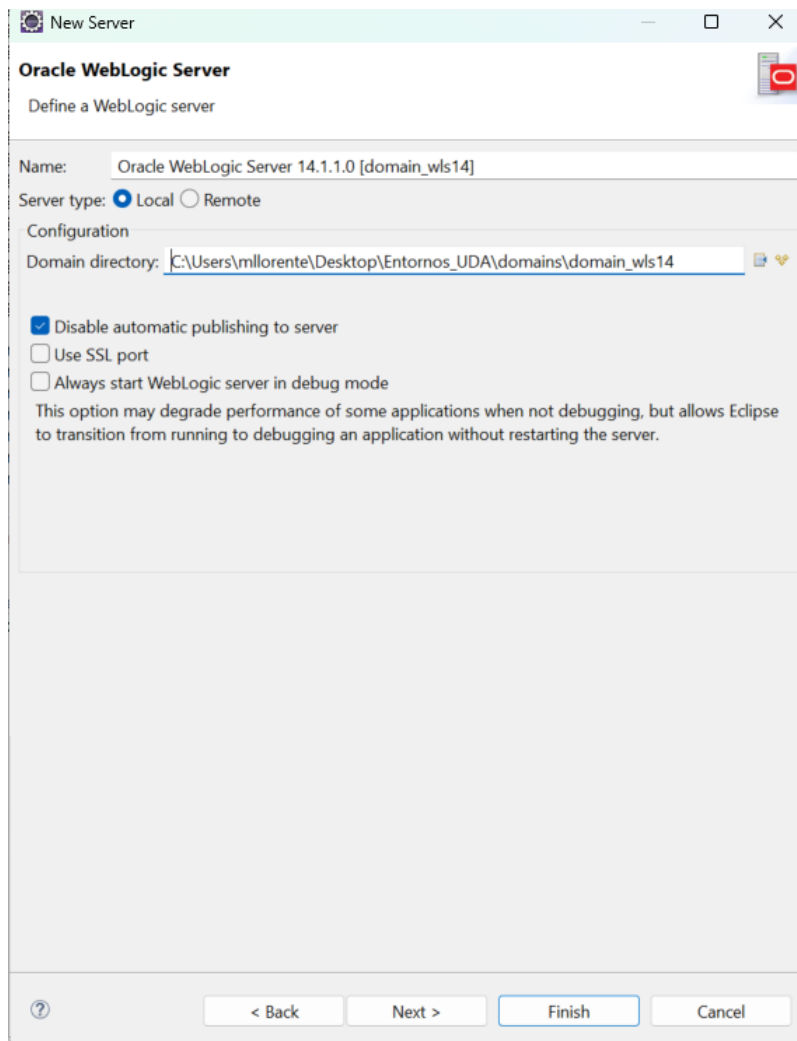 New Server
Oracle WebLogic Server
Define a WebLogic server
Name: Oracle WebLogic Server 14.1.1.0 [domain_wls14]
Server type: Local Remote
Configuration
Domain directory: C:\Users\mllorente\Desktop\Entornos_UDA\domains\domain_wls14
Disable automatic publishing to server
Use SSL port
Always start WebLogic server in debug mode
This option may degrade performance of some applications when not debugging, but allows Eclipse
to transition from running to debugging an application without restarting the server.
? < Back Next > Finish Cancel